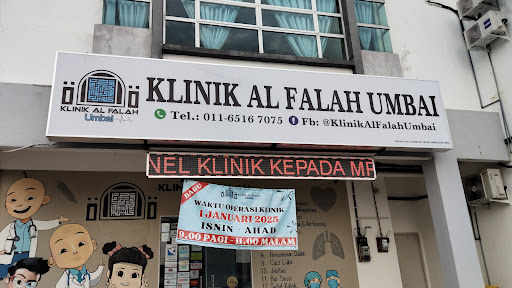 KLINIK AL FALAH UMBAI
KLINIK AL FALAH
Umbai
Tel.: 011-6516 7075
Fb: @KlinikAlFalahUmbai
NEL KLINIK KEPADA
KLINIK
BARU
WAKTU OPERASI KLINIK
1 JANUARI 2025
ISNIN - AHAD
9.00 PAGI - 11.00 MALAM